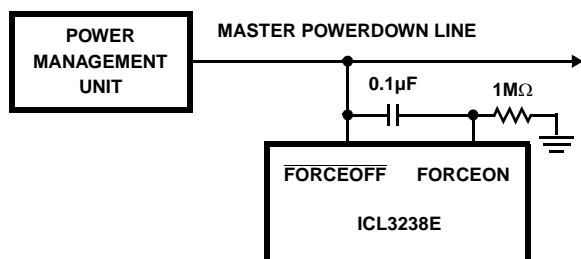 POWER
MANAGEMENT
UNIT
MASTER POWERDOWN LINE
0.1µF
1MΩ
FORCEOFF FORCEON
ICL3238E